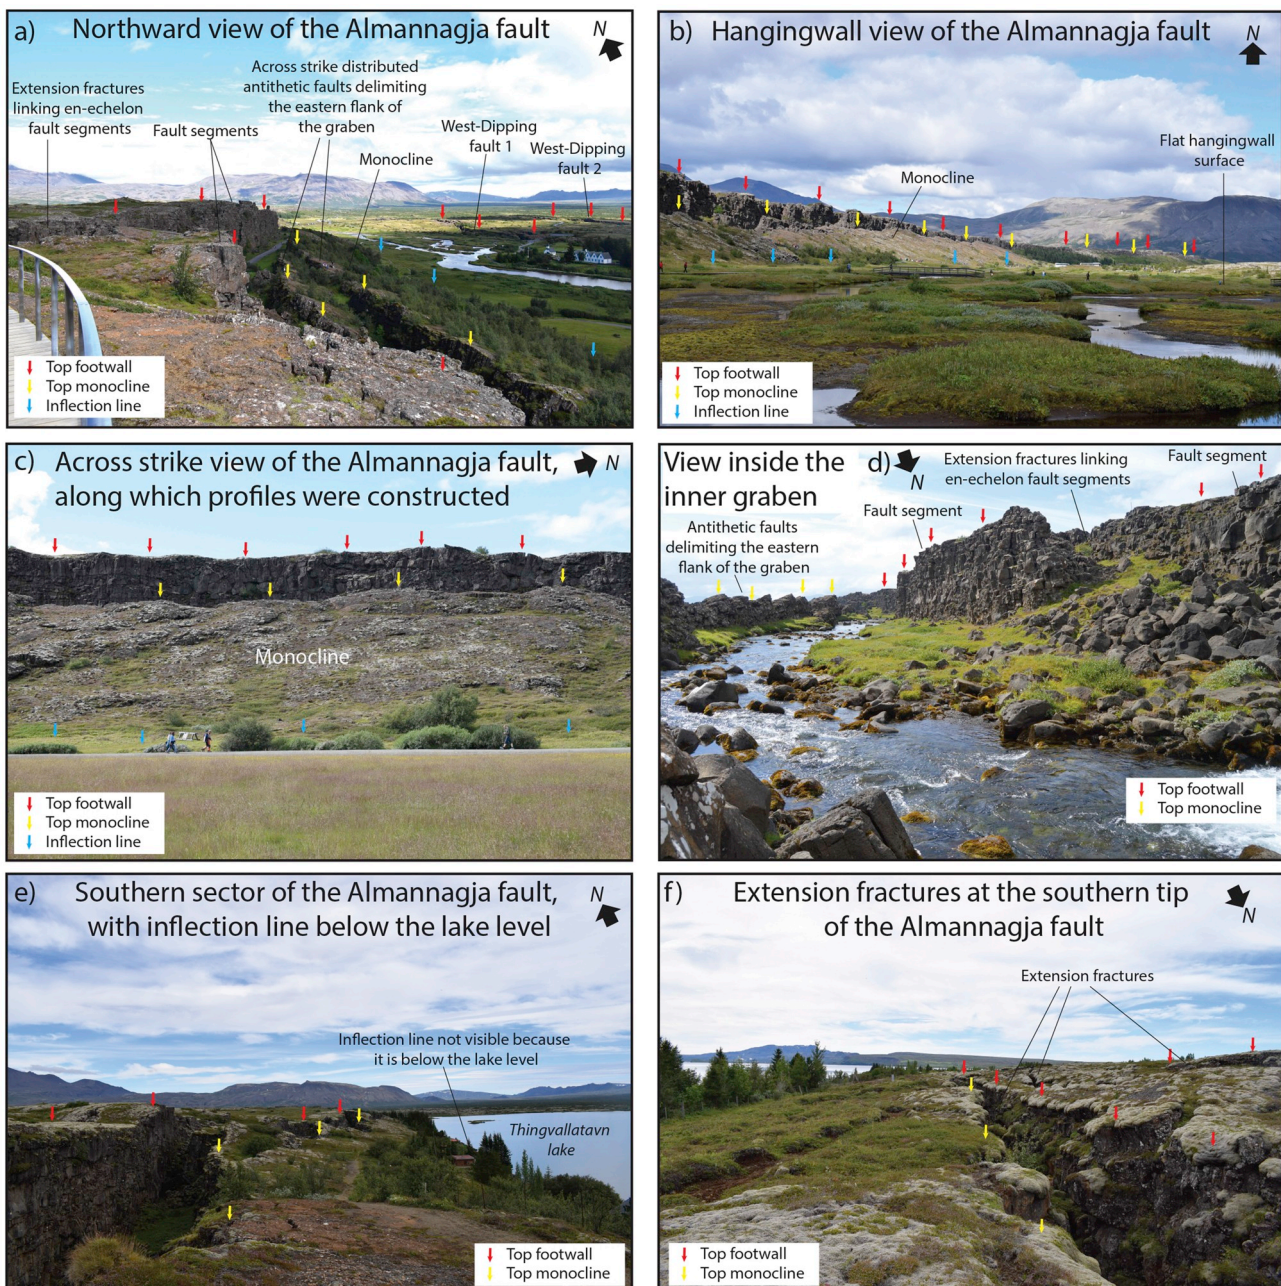 a) Northward view of the Almannagja fault
N
Extension fractures
linking en-echelon
fault segments
Fault segments
Across strike distributed
antithetic faults delimiting
the eastern flank of
the graben
Monocline
West-Dipping
fault 1
West-Dipping
fault 2
Top footwall
Top monocline
Inflection line
b) Hangingwall view of the Almannagja fault
N
Monocline
Flat hangingwall
surface
Top footwall
Top monocline
Inflection line
c) Across strike view of the Almannagja fault,
along which profiles were constructed
N
Monocline
Top footwall
Top monocline
Inflection line
View inside the
inner graben
d)
N
Antithetic faults
delimiting the eastern
flank of the graben
Fault segment
Extension fractures linking
en-echelon fault segments
Fault segment
Top footwall
Top monocline
e) Southern sector of the Almannagja fault,
with inflection line below the lake level
N
Inflection line not visible because
it is below the lake level
Thingvallatavn
lake
Top footwall
Top monocline
f) Extension fractures at the southern tip
of the Almannagja fault
N
Extension fractures
Top footwall
Top monocline